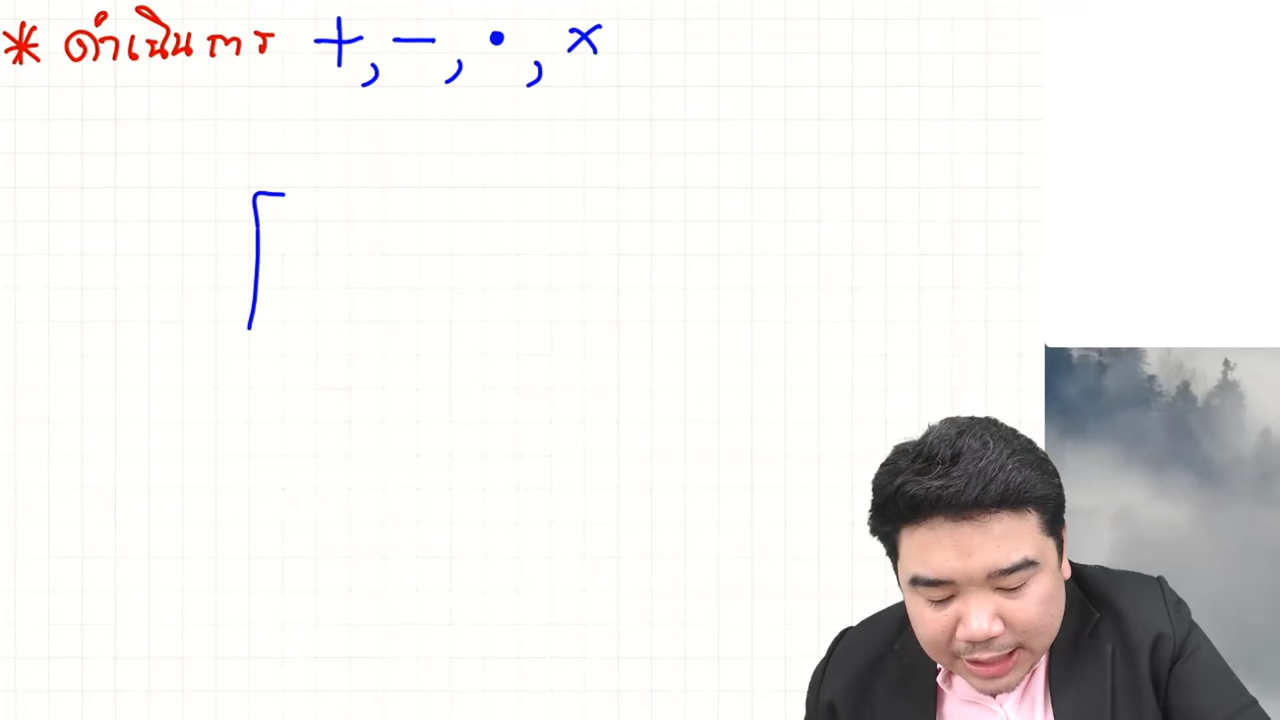 * ดำเนินการ +, -, •, ×